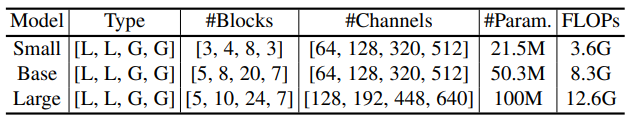 Model Type #Blocks #Channels #Param. FLOPs
Small [L, L, G, G] [3, 4, 8, 3] [64, 128, 320, 512] 21.5M 3.6G
Base [L, L, G, G] [5, 8, 20, 7] [64, 128, 320, 512] 50.3M 8.3G
Large [L, L, G, G] [5, 10, 24, 7] [128, 192, 448, 640] 100M 12.6G